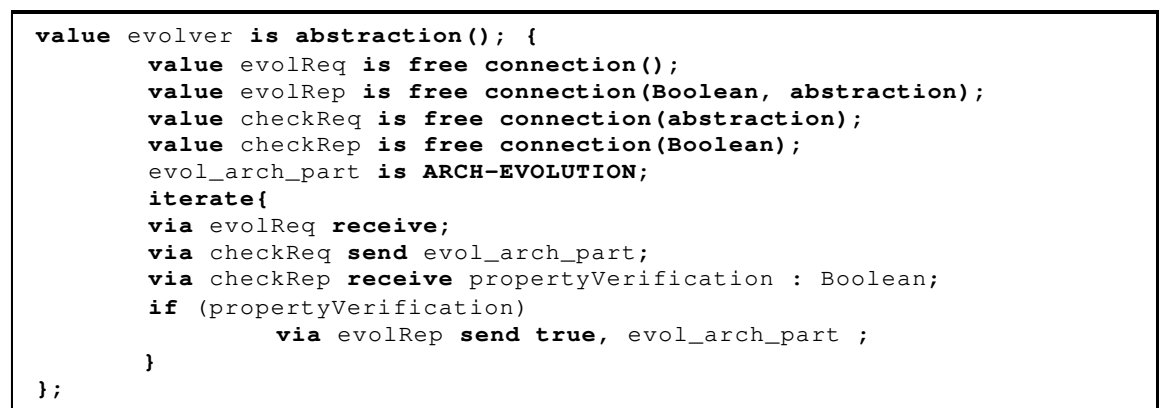 value evolver is abstraction(); {
value evolReq is free connection();
value evolRep is free connection(Boolean, abstraction);
value checkReq is free connection(abstraction);
value checkRep is free connection(Boolean);
evol_arch_part is ARCH-EVOLUTION;
iterate{
via evolReq receive;
via checkReq send evol_arch_part;
via checkRep receive propertyVerification : Boolean;
if (propertyVerification)
via evolRep send true, evol_arch_part ;
}
};